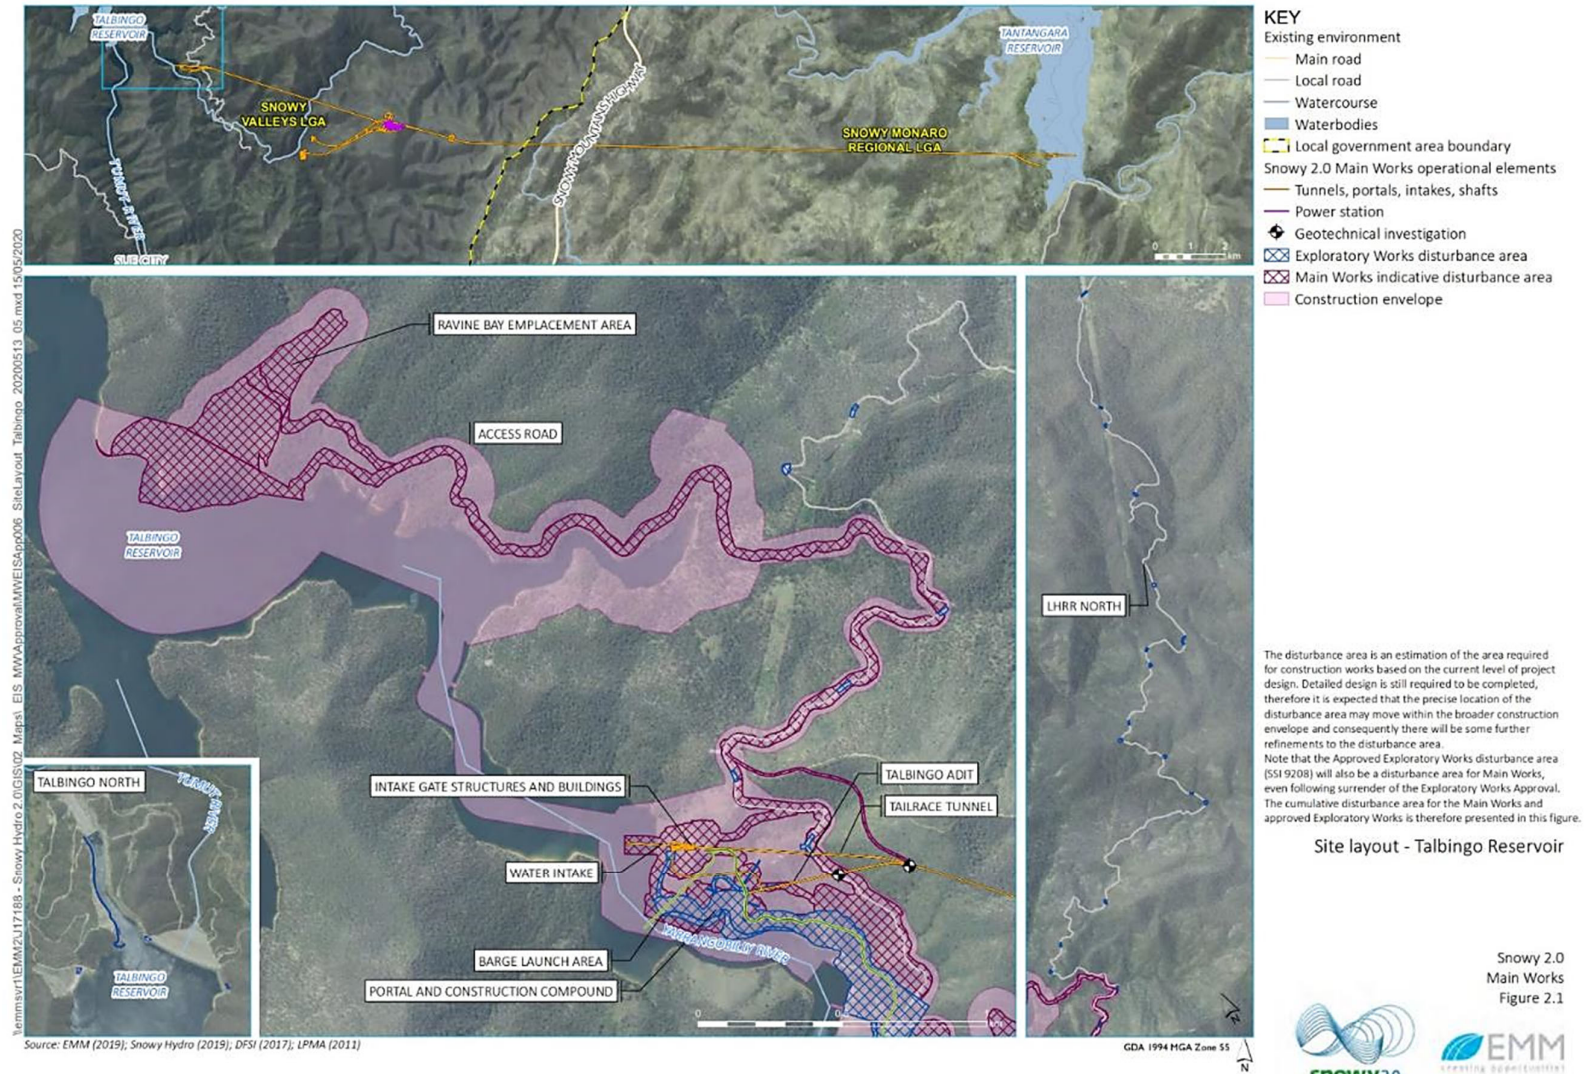 TALBINGO
RESERVOIR
SNOWY
VALLEYS LGA
TUMUT RIVER
SUE CITY
SNOWY MOUNTAINS HIGHWAY
SNOWY MONARO
REGIONAL LGA
TANTANGARA
RESERVOIR
0 1 2
km
KEY
Existing environment
Main road
Local road
Watercourse
Waterbodies
Local government area boundary
Snowy 2.0 Main Works operational elements
Tunnels, portals, intakes, shafts
Power station
Geotechnical investigation
Exploratory Works disturbance area
Main Works indicative disturbance area
Construction envelope
RAVINE BAY EMPLACEMENT AREA
ACCESS ROAD
TALBINGO
RESERVOIR
INTAKE GATE STRUCTURES AND BUILDINGS
TALBINGO ADIT
TAILRACE TUNNEL
WATER INTAKE
YARRANGOBILLY RIVER
BARGE LAUNCH AREA
PORTAL AND CONSTRUCTION COMPOUND
0
LHRR NORTH
N
TALBINGO NORTH
TUMUT RIVER
TALBINGO
RESERVOIR
The disturbance area is an estimation of the area required
for construction works based on the current level of project
design. Detailed design is still required to be completed,
therefore it is expected that the precise location of the
disturbance area may move within the broader construction
envelope and consequently there will be some further
refinements to the disturbance area.
Note that the Approved Exploratory Works disturbance area
(SSI 9208) will also be a disturbance area for Main Works,
even following surrender of the Exploratory Works Approval.
The cumulative disturbance area for the Main Works and
approved Exploratory Works is therefore presented in this figure.
Site layout - Talbingo Reservoir
Snowy 2.0
Main Works
Figure 2.1
snowy2.0
EMM
creating opportunities
Source: EMM (2019); Snowy Hydro (2019); DFSI (2017); LPMA (2011)
GDA 1994 MGA Zone 55
N